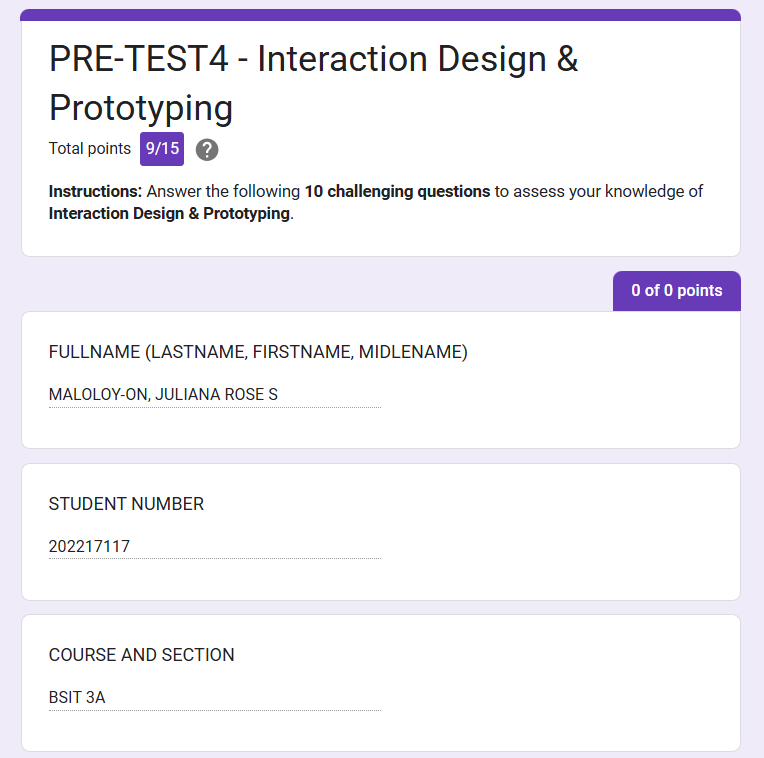 PRE-TEST4 - Interaction Design &
Prototyping
Total points 9/15 ?
Instructions: Answer the following 10 challenging questions to assess your knowledge of
Interaction Design & Prototyping.
0 of 0 points
FULLNAME (LASTNAME, FIRSTNAME, MIDLENAME)
MALOLOY-ON, JULIANA ROSE S
STUDENT NUMBER
202217117
COURSE AND SECTION
BSIT 3A